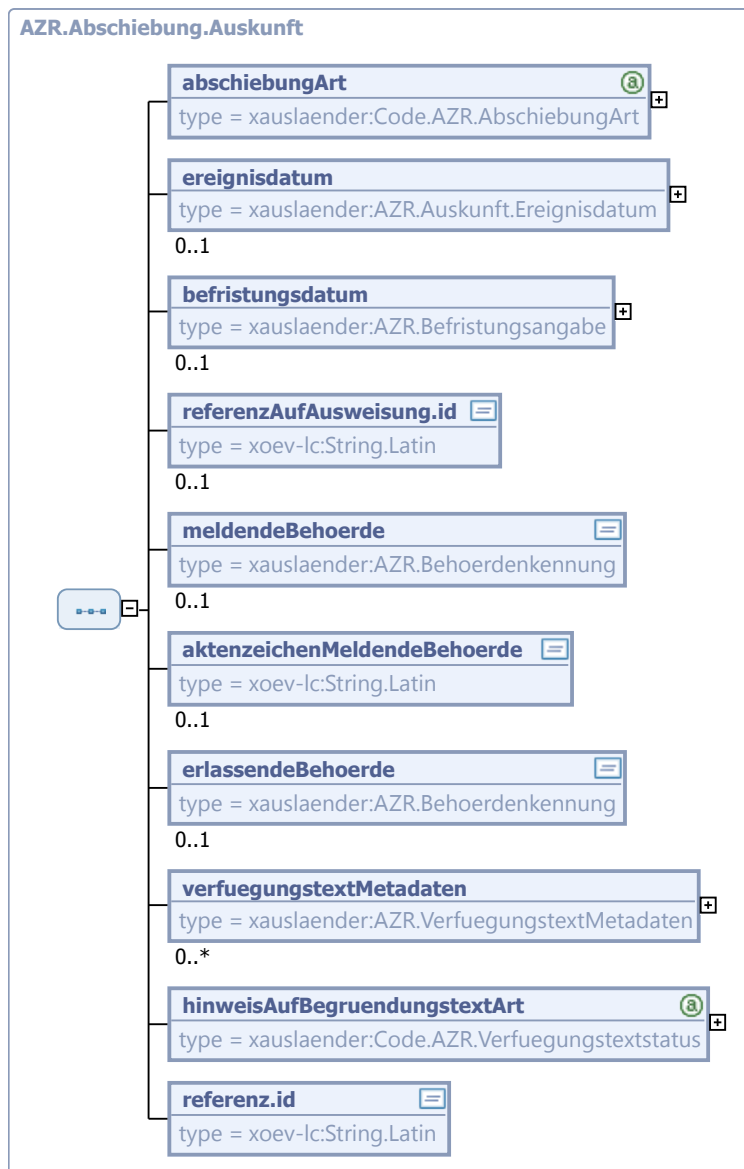 AZR.Abschiebung.Auskunft
abschiebungArt
type = xauslaender:Code.AZR.AbschiebungArt
ereignisdatum
type = xauslaender:AZR.Auskunft.Ereignisdatum
0..1
befristungsdatum
type = xauslaender:AZR.Befristungsangabe
0..1
referenzAufAusweisung.id
type = xoev-lc:String.Latin
0..1
meldendeBehoerde
type = xauslaender:AZR.Behoerdenkennung
0..1
aktenzeichenMeldendeBehoerde
type = xoev-lc:String.Latin
0..1
erlassendeBehoerde
type = xauslaender:AZR.Behoerdenkennung
0..1
verfuegungstextMetadaten
type = xauslaender:AZR.VerfuegungstextMetadaten
0..*
hinweisAufBegruendungstextArt
type = xauslaender:Code.AZR.Verfuegungstextstatus
referenz.id
type = xoev-lc:String.Latin